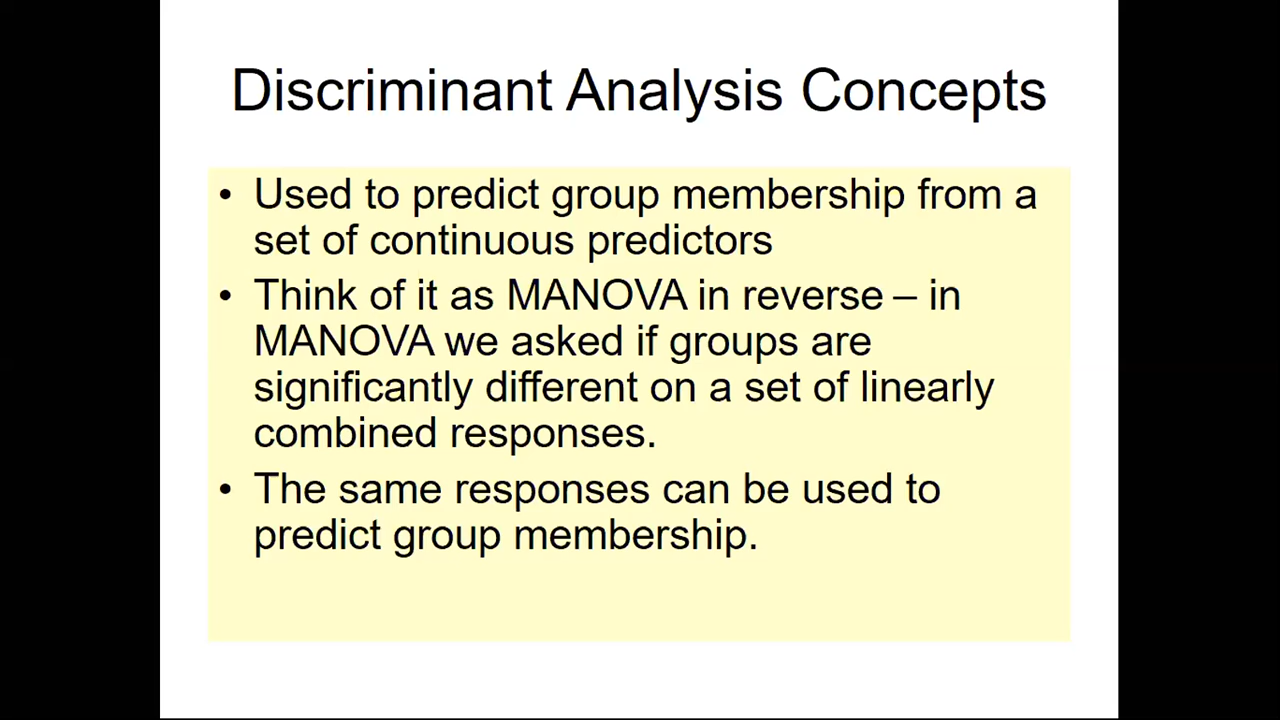 Discriminant Analysis Concepts
• Used to predict group membership from a
set of continuous predictors
• Think of it as MANOVA in reverse – in
MANOVA we asked if groups are
significantly different on a set of linearly
combined responses.
• The same responses can be used to
predict group membership.